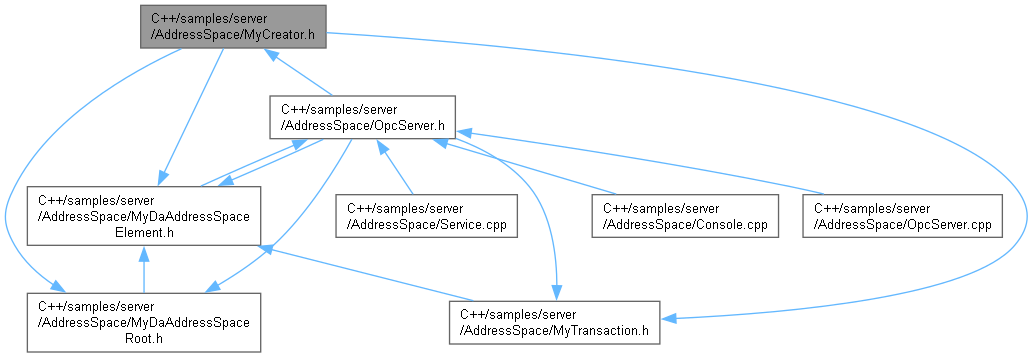 C++/samples/server
/AddressSpace/MyCreator.h
C++/samples/server
/AddressSpace/OpcServer.h
C++/samples/server
/AddressSpace/MyDaAddressSpace
Element.h
C++/samples/server
/AddressSpace/Service.cpp
C++/samples/server
/AddressSpace/Console.cpp
C++/samples/server
/AddressSpace/OpcServer.cpp
C++/samples/server
/AddressSpace/MyDaAddressSpace
Root.h
C++/samples/server
/AddressSpace/MyTransaction.h